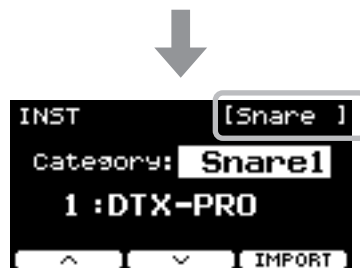 INST [Snare ]
Category: Snare1
1 :DTX-PRO
IMPORT